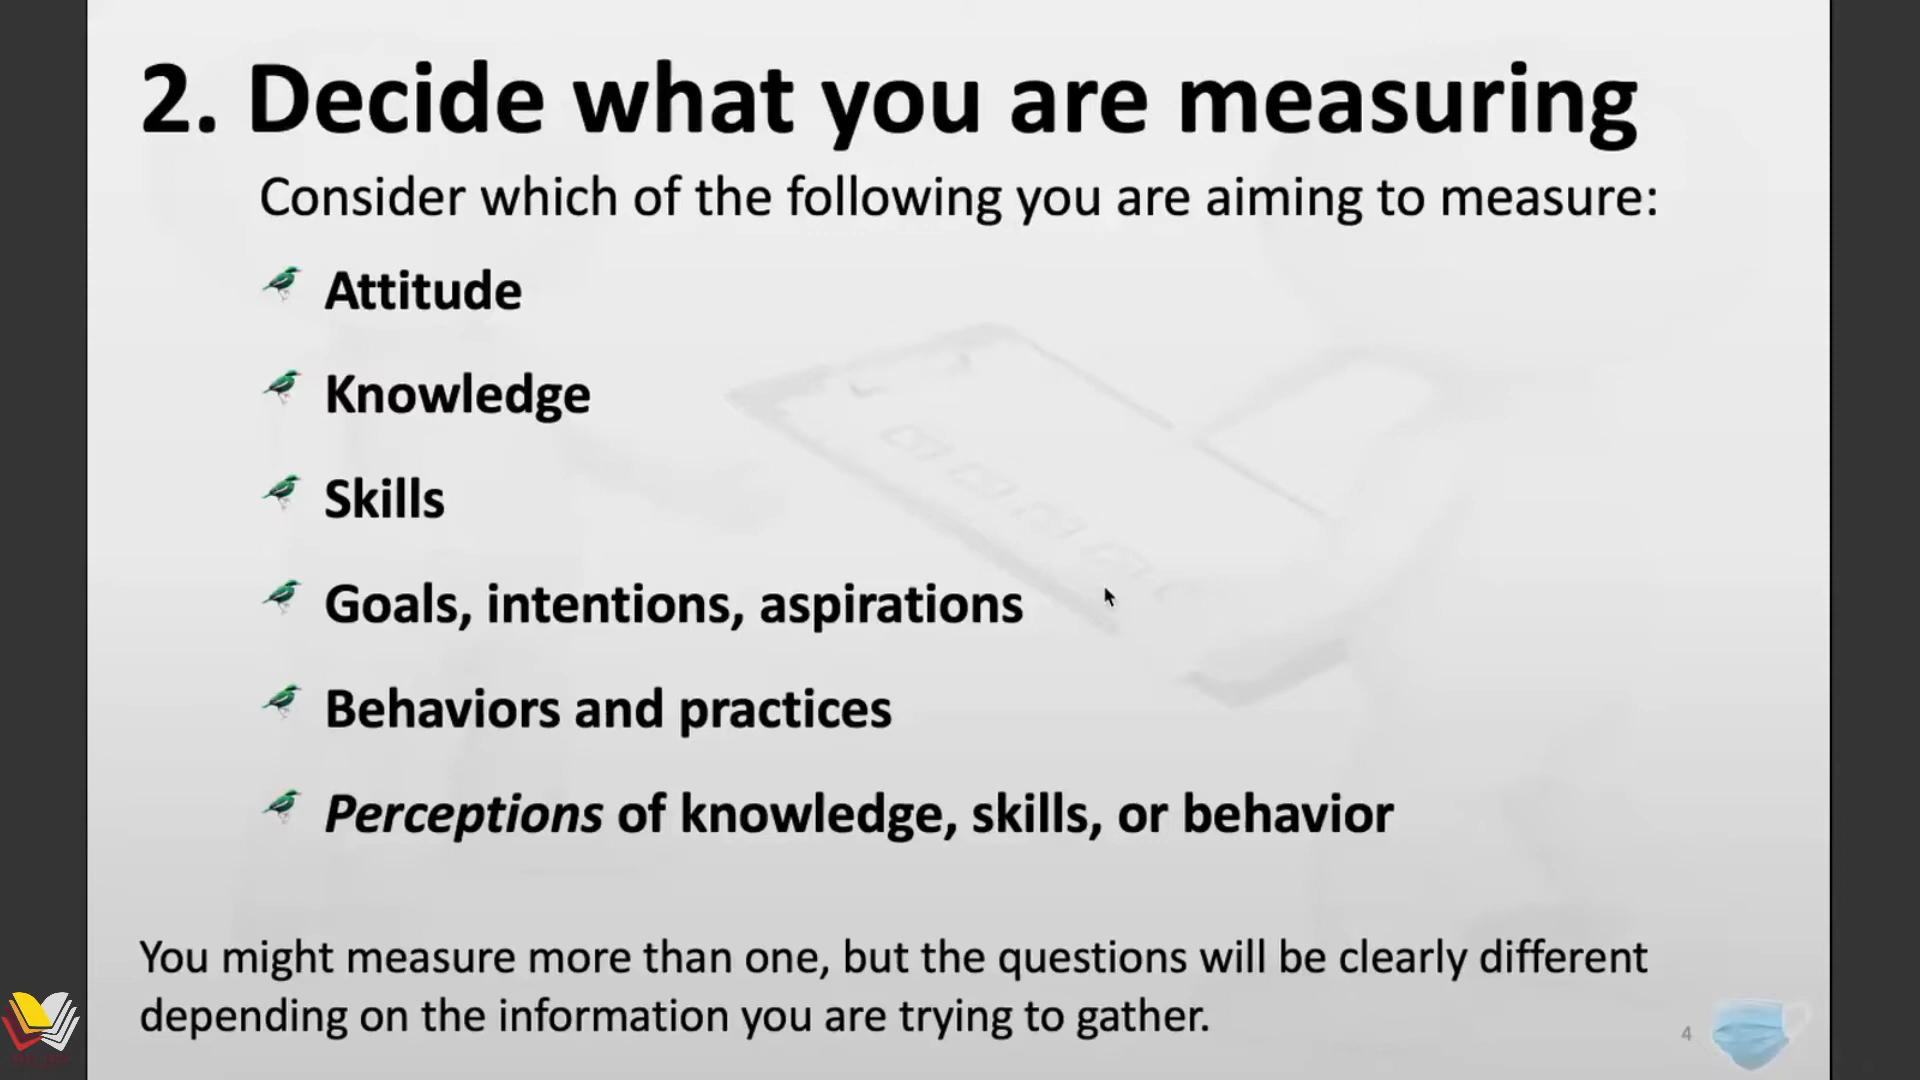 2. Decide what you are measuring
Consider which of the following you are aiming to measure:
Attitude
Knowledge
Skills
Goals, intentions, aspirations
Behaviors and practices
Perceptions of knowledge, skills, or behavior
You might measure more than one, but the questions will be clearly different
depending on the information you are trying to gather.
4